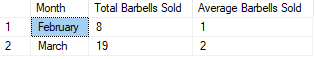 Month Total Barbells Sold Average Barbells Sold
1 February 8 1
2 March 19 2